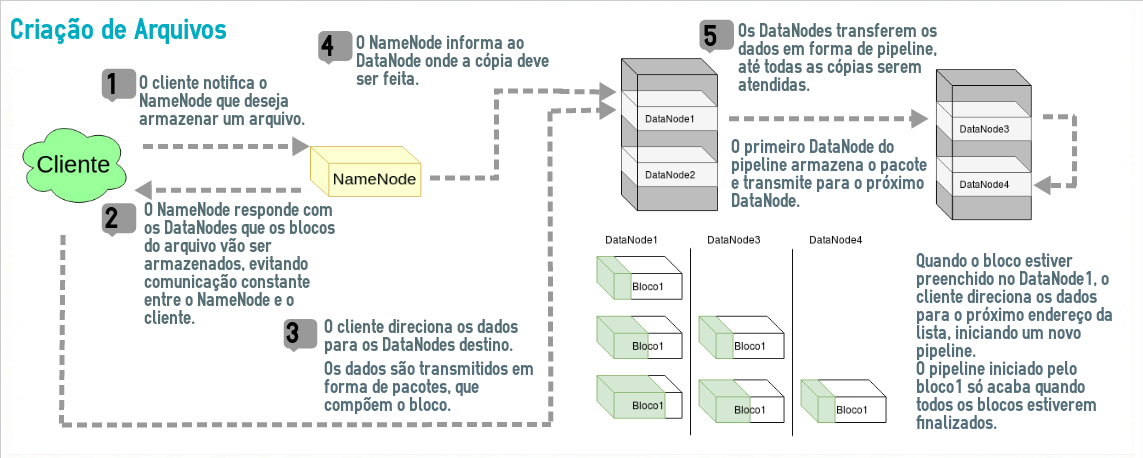 Criação de Arquivos
1
O cliente notifica o
NameNode que deseja
armazenar um arquivo.
Cliente
NameNode
2
O NameNode responde com
os DataNodes que os blocos
do arquivo vão ser
armazenados, evitando
comunicação constante
entre o NameNode e o
cliente.
3
O cliente direciona os dados
para os DataNodes destino.
Os dados são transmitidos em
forma de pacotes, que
compõem o bloco.
4
O NameNode informa ao
DataNode onde a cópia deve
ser feita.
DataNode1
DataNode2
5
Os DataNodes transferem os
dados em forma de pipeline,
até todas as cópias serem
atendidas.
O primeiro DataNode do
pipeline armazena o pacote
e transmite para o próximo
DataNode.
DataNode3
DataNode4
DataNode1
DataNode3
DataNode4
Bloco1
Bloco1
Bloco1
Bloco1
Bloco1
Bloco1
Quando o bloco estiver
preenchido no DataNode1, o
cliente direciona os dados
para o próximo endereço da
lista, iniciando um novo
pipeline.
O pipeline iniciado pelo
bloco1 só acaba quando
todos os blocos estiverem
finalizados.